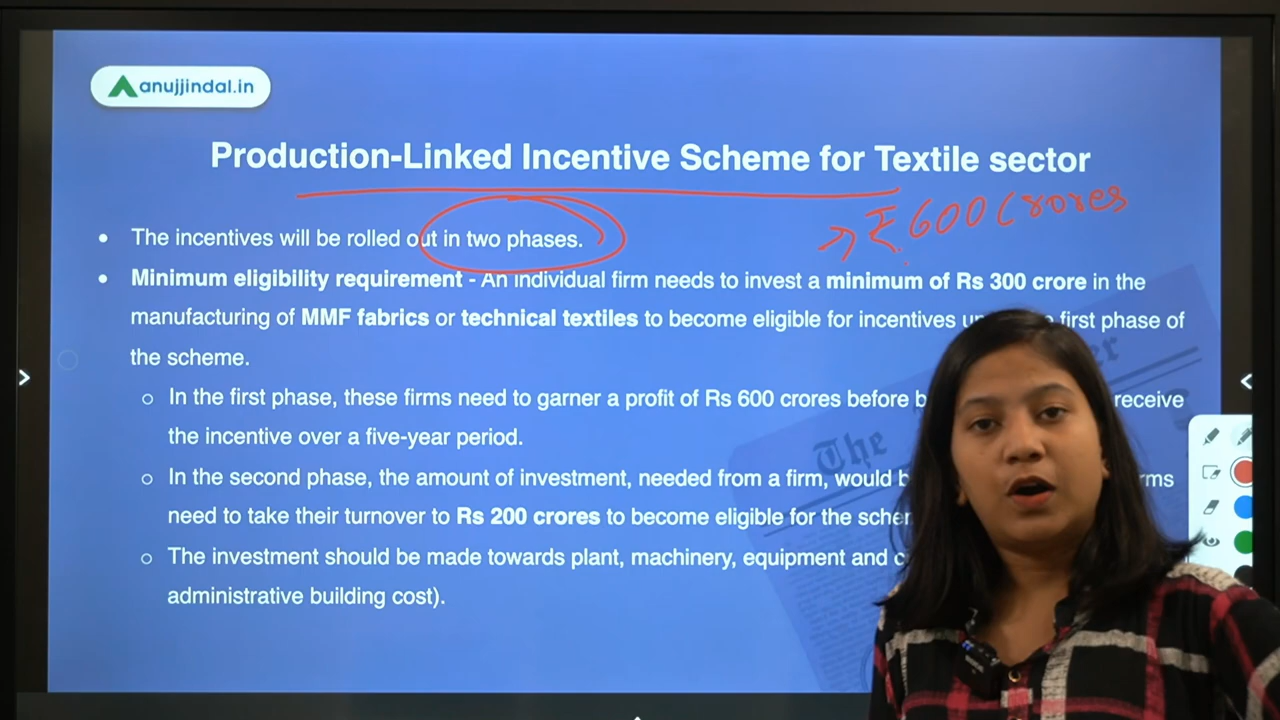 anujjindal.in
Production-Linked Incentive Scheme for Textile sector
₹600 Crores
• The incentives will be rolled out in two phases.
• Minimum eligibility requirement - An individual firm needs to invest a minimum of Rs 300 crore in the
manufacturing of MMF fabrics or technical textiles to become eligible for incentives first phase of
the scheme.
In the first phase, these firms need to garner a profit of Rs 600 crores before receive
the incentive over a five-year period.
In the second phase, the amount of investment, needed from a firm, would
need to take their turnover to Rs 200 crores to become eligible for the
The investment should be made towards plant, machinery, equipment and
administrative building cost).
The